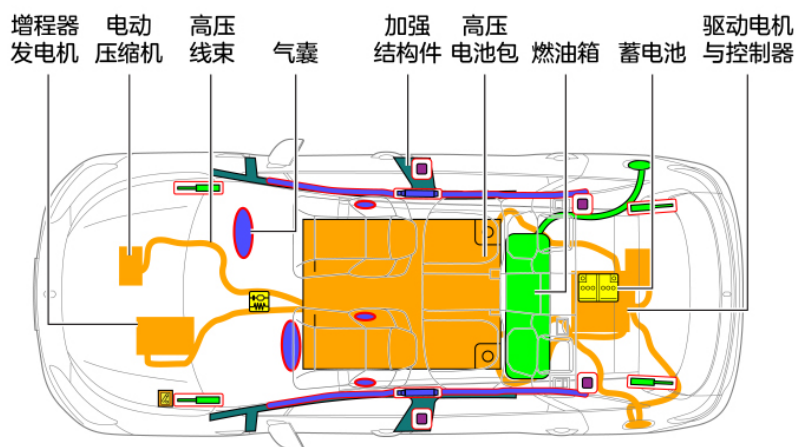 增程器
发电机
电动
压缩机
高压
线束
气囊
加强
结构件
高压
电池包
燃油箱
蓄电池
驱动电机
与控制器